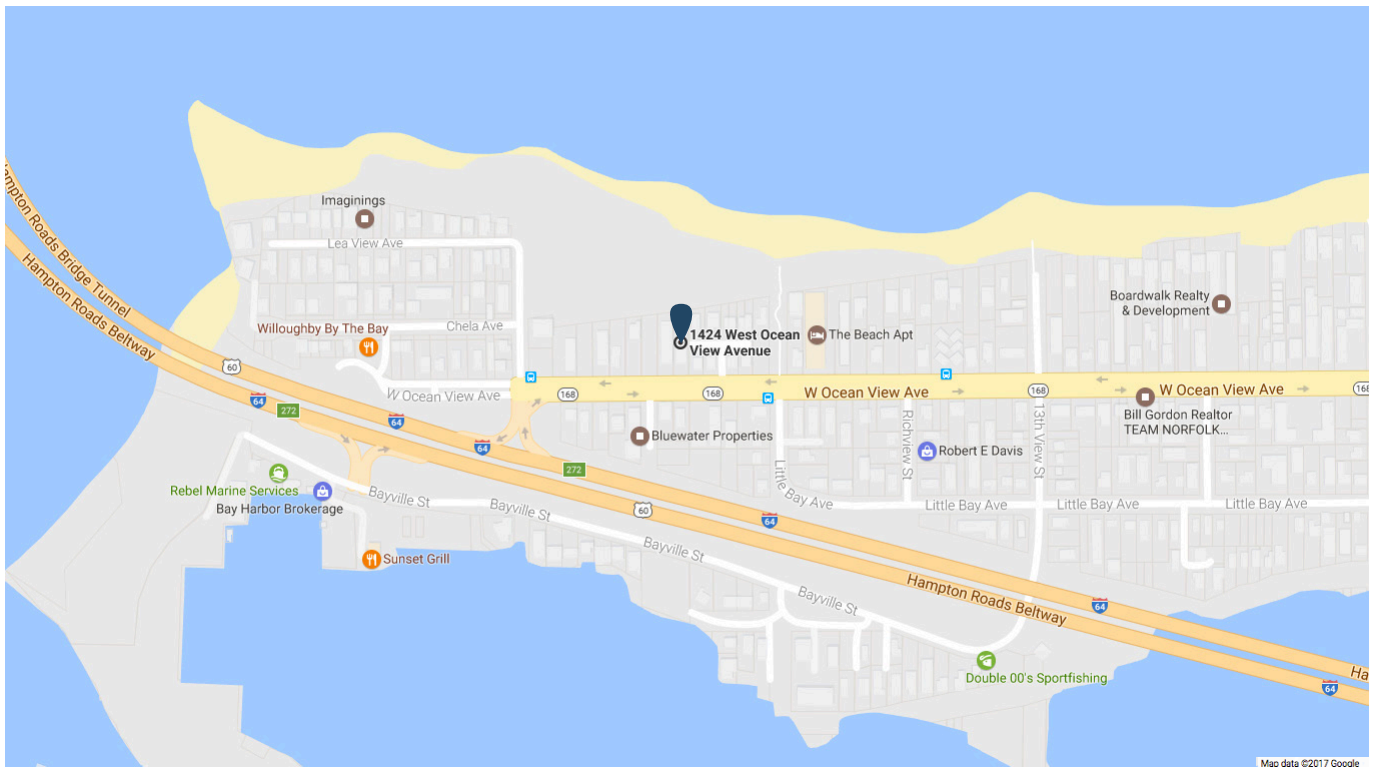 Imaginings
Lea View Ave
Hampton Roads Bridge Tunnel
Hampton Roads Beltway
Boardwalk Realty
& Development
Chela Ave
Willoughby By The Bay
1424 West Ocean
View Avenue
The Beach Apt
60
W Ocean View Ave
168
168
W Ocean View Ave
168
W Ocean View Ave
168
64
272
64
64
Bill Gordon Realtor
TEAM NORFOLK...
Bluewater Properties
Richview St
13th View St
Robert E Davis
272
Rebel Marine Services
Bay Harbor Brokerage
Bayville St
Bayville St
60
64
Little Bay Ave
Little Bay Ave
Little Bay Ave
Little Bay Ave
Sunset Grill
Bayville St
Bayville St
Hampton Roads Beltway
64
Double 00's Sportfishing
64
Ha
Map data ©2017 Google